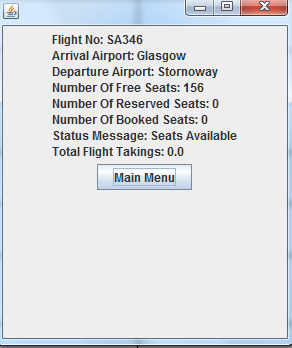 Flight No: SA346
Arrival Airport: Glasgow
Departure Airport: Stornoway
Number Of Free Seats: 156
Number Of Reserved Seats: 0
Number Of Booked Seats: 0
Status Message: Seats Available
Total Flight Takings: 0.0
Main Menu